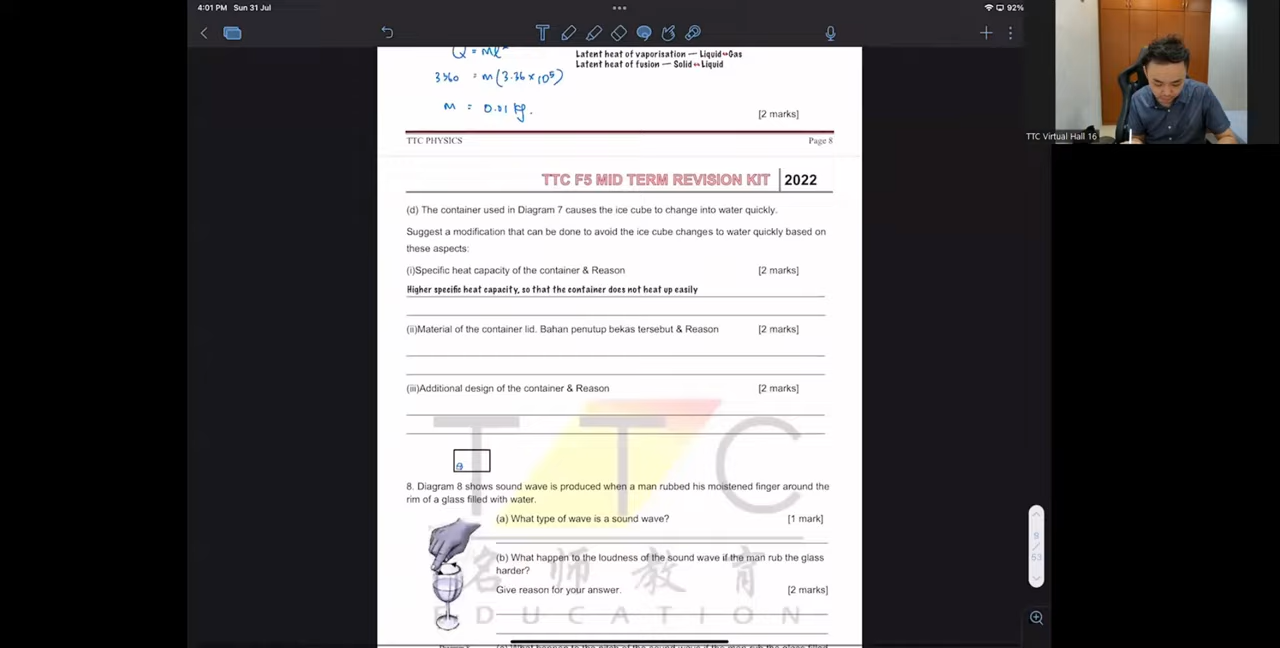 4:01 PM Sun 31 Jul
92%
Q = ml
Latent heat of vaporisation — Liquid↔Gas
Latent heat of fusion — Solid↔Liquid
3360 = m(3.36×10⁵)
m = 0.01 kg.
[2 marks]
TTC PHYSICS Page 8
TTC Virtual Hall 16
TTC F5 MID TERM REVISION KIT 2022
(d) The container used in Diagram 7 causes the ice cube to change into water quickly.
Suggest a modification that can be done to avoid the ice cube changes to water quickly based on
these aspects:
(i)Specific heat capacity of the container & Reason [2 marks]
Higher specific heat capacity, so that the container does not heat up easily
(ii)Material of the container lid. Bahan penutup bekas tersebut & Reason [2 marks]
(iii)Additional design of the container & Reason [2 marks]
TTC
8. Diagram 8 shows sound wave is produced when a man rubbed his moistened finger around the
rim of a glass filled with water.
(a) What type of wave is a sound wave? [1 mark]
(b) What happen to the loudness of the sound wave if the man rub the glass
harder?
名师教育
Give reason for your answer. [2 marks]
EDUCATION
9
53